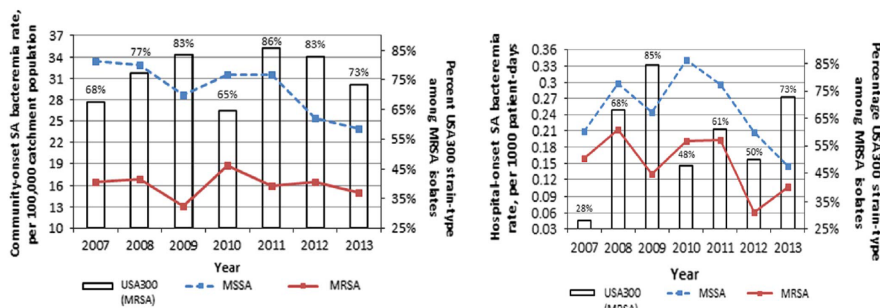 Community-onset SA bacteremia rate,
per 100,000 catchment population
37
34
31
28
25
22
19
16
13
10
68%
77%
83%
65%
86%
83%
73%
85%
75%
65%
55%
45%
35%
25%
Percent USA300 strain-type
among MRSA isolates
2007 2008 2009 2010 2011 2012 2013
Year
USA300
(MRSA)
MSSA
MRSA
Hospital-onset SA bacteremia
rate, per 1000 patient-days
0.36
0.33
0.30
0.27
0.24
0.21
0.18
0.15
0.12
0.09
0.06
0.03
28%
68%
85%
48%
61%
50%
73%
85%
75%
65%
55%
45%
35%
25%
Percentage USA300 strain-type
among MRSA isolates
2007 2008 2009 2010 2011 2012 2013
Year
USA300
(MRSA)
MSSA
MRSA